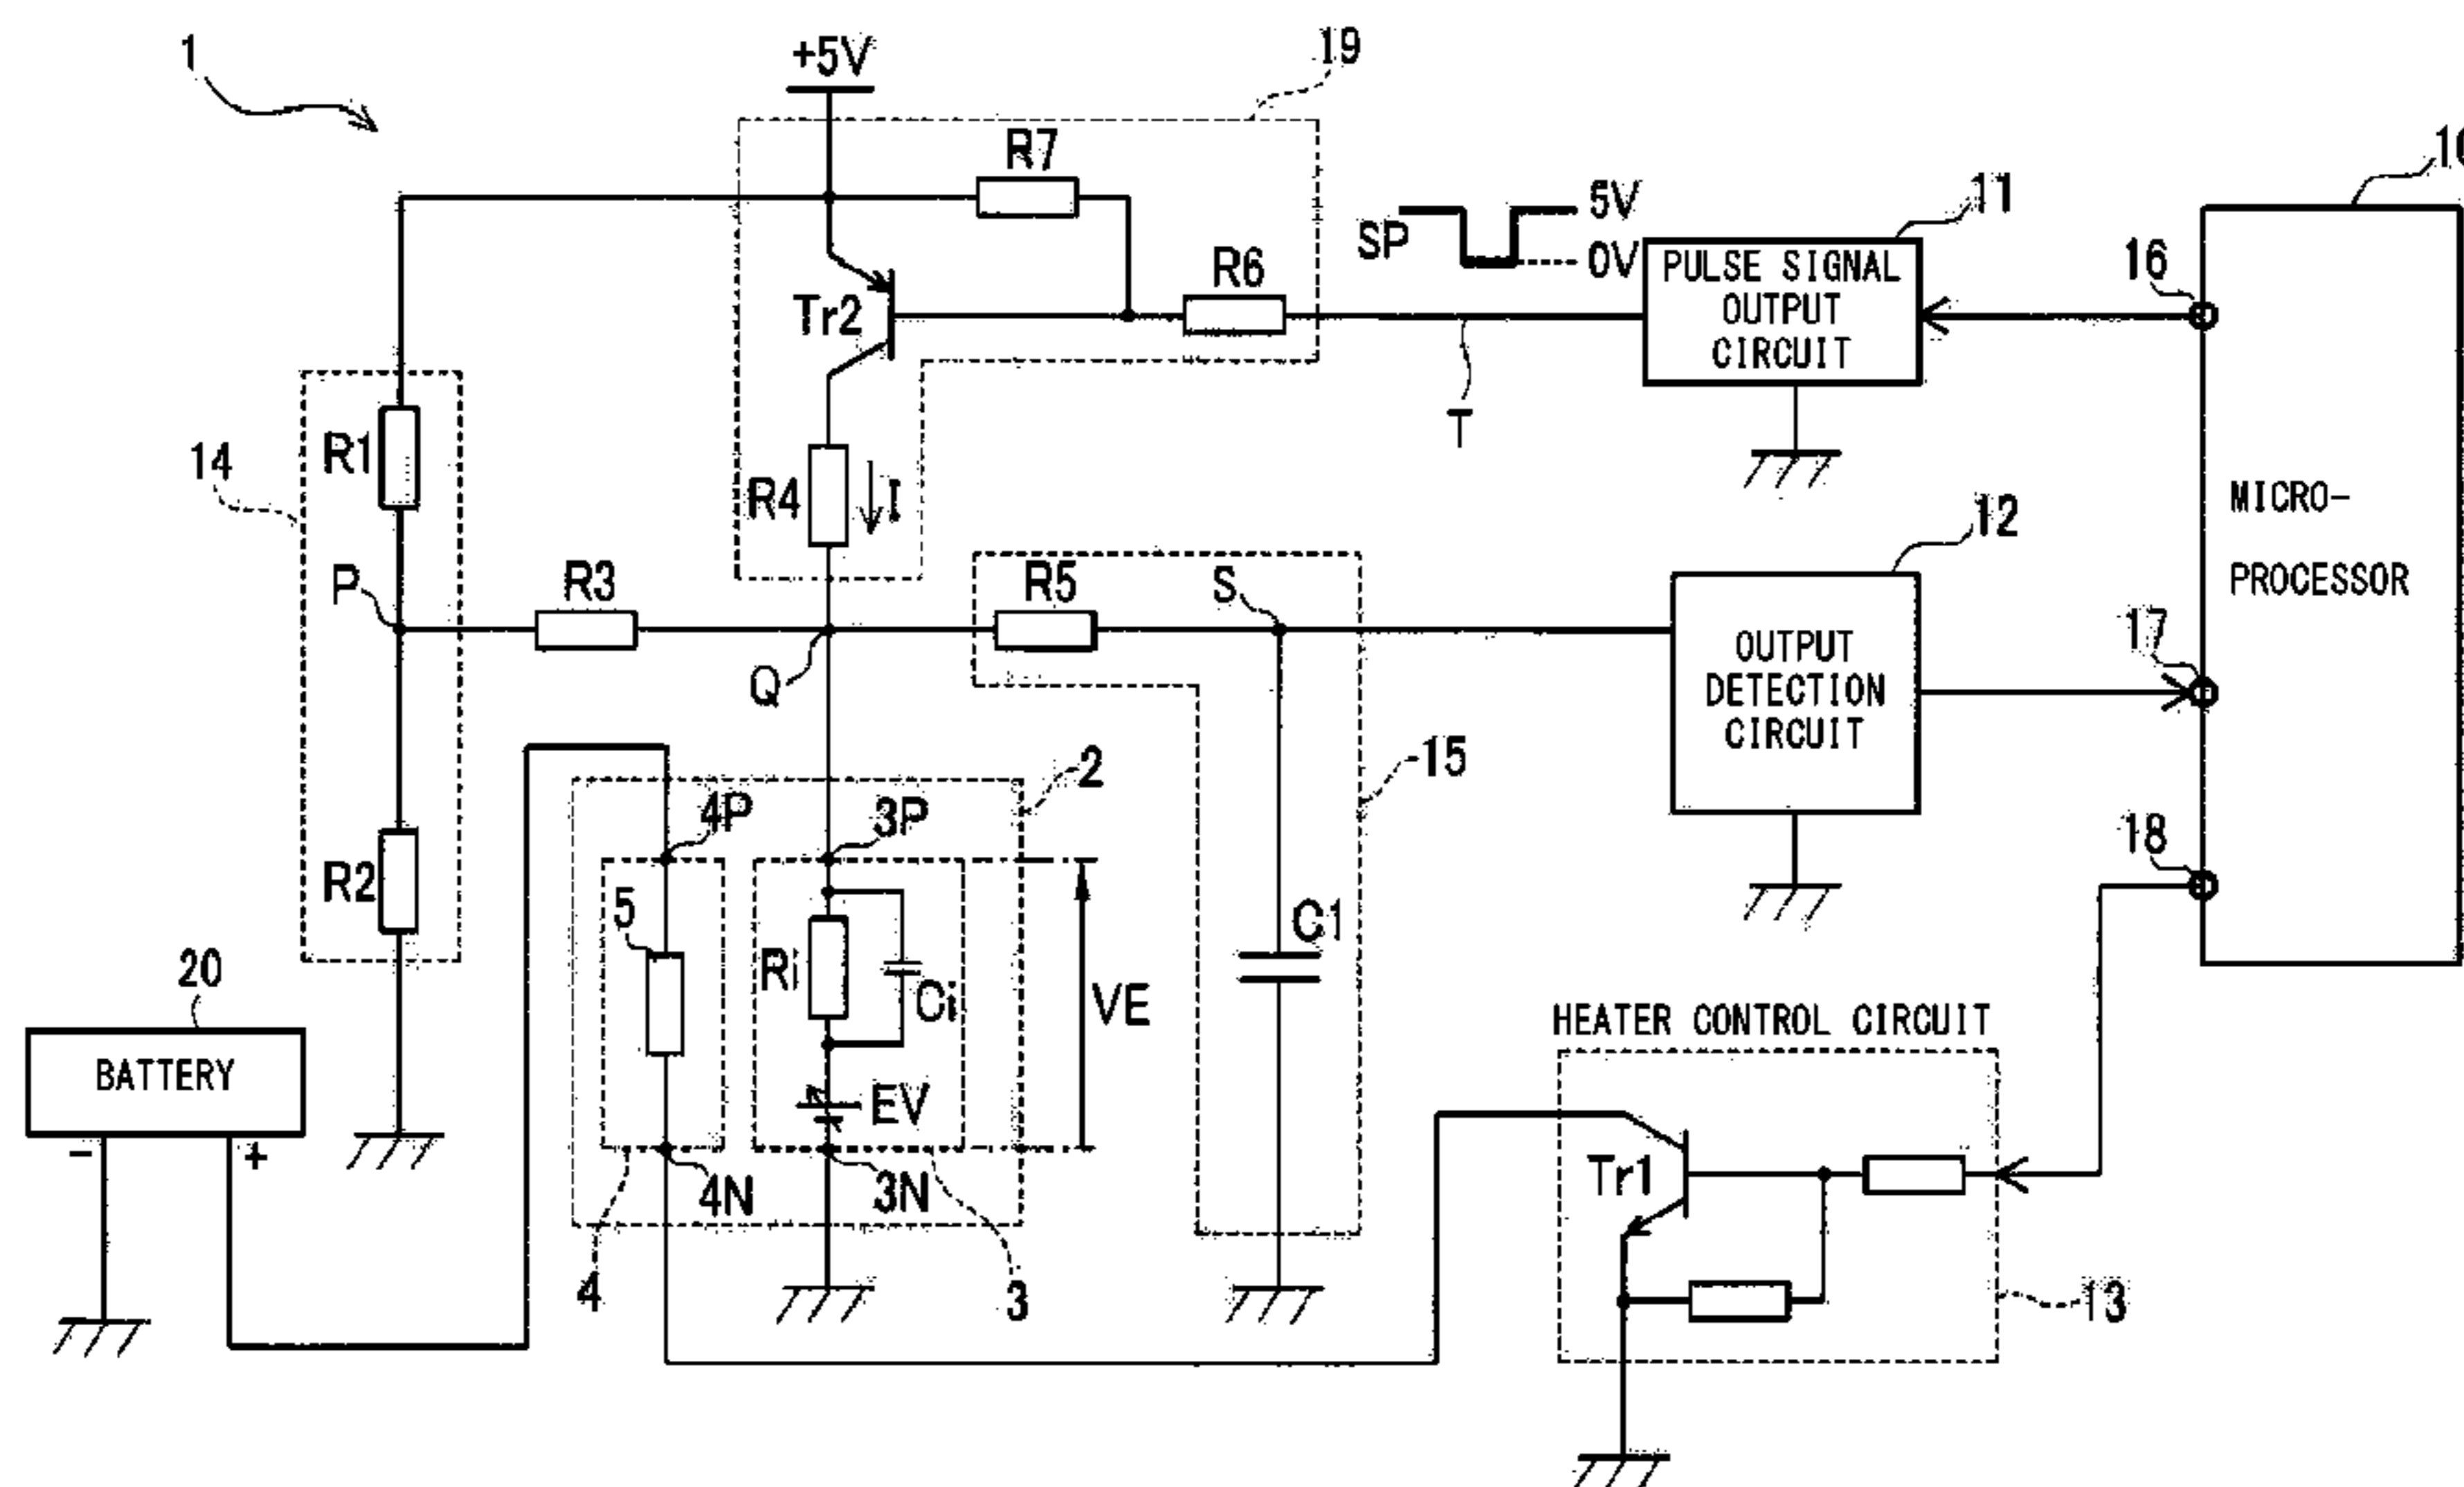 1
+5V
19
R7
SP
5V
0V
11
PULSE SIGNAL
OUTPUT
CIRCUIT
16
Tr2
R6
T
14
R1
R4
I
MICRO-
PROCESSOR
12
P
R3
Q
R5
S
OUTPUT
DETECTION
CIRCUIT
17
2
15
4P
3P
18
R2
5
Ri
Ci
VE
C1
20
BATTERY
-
+
EV
HEATER CONTROL CIRCUIT
4N
3N
Tr1
4
3
13